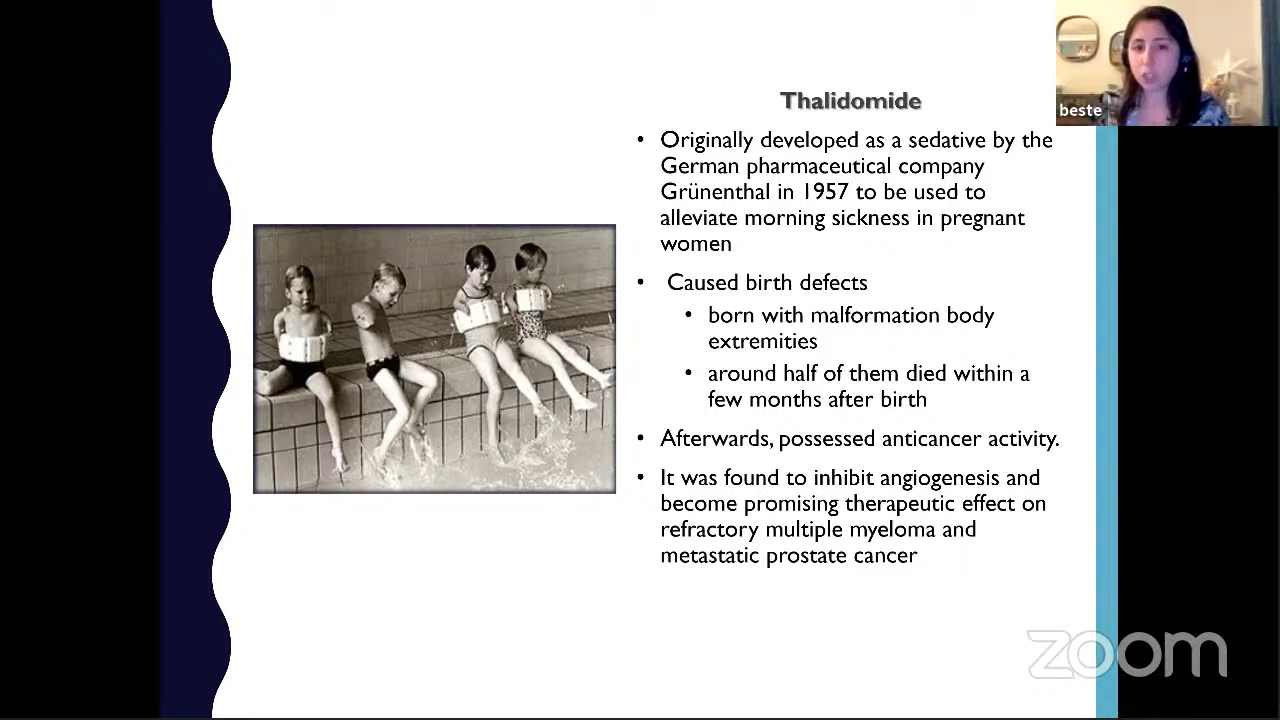 beste
Thalidomide
• Originally developed as a sedative by the
German pharmaceutical company
Grünenthal in 1957 to be used to
alleviate morning sickness in pregnant
women
• Caused birth defects
• born with malformation body
extremities
• around half of them died within a
few months after birth
• Afterwards, possessed anticancer activity.
• It was found to inhibit angiogenesis and
become promising therapeutic effect on
refractory multiple myeloma and
metastatic prostate cancer
zoom